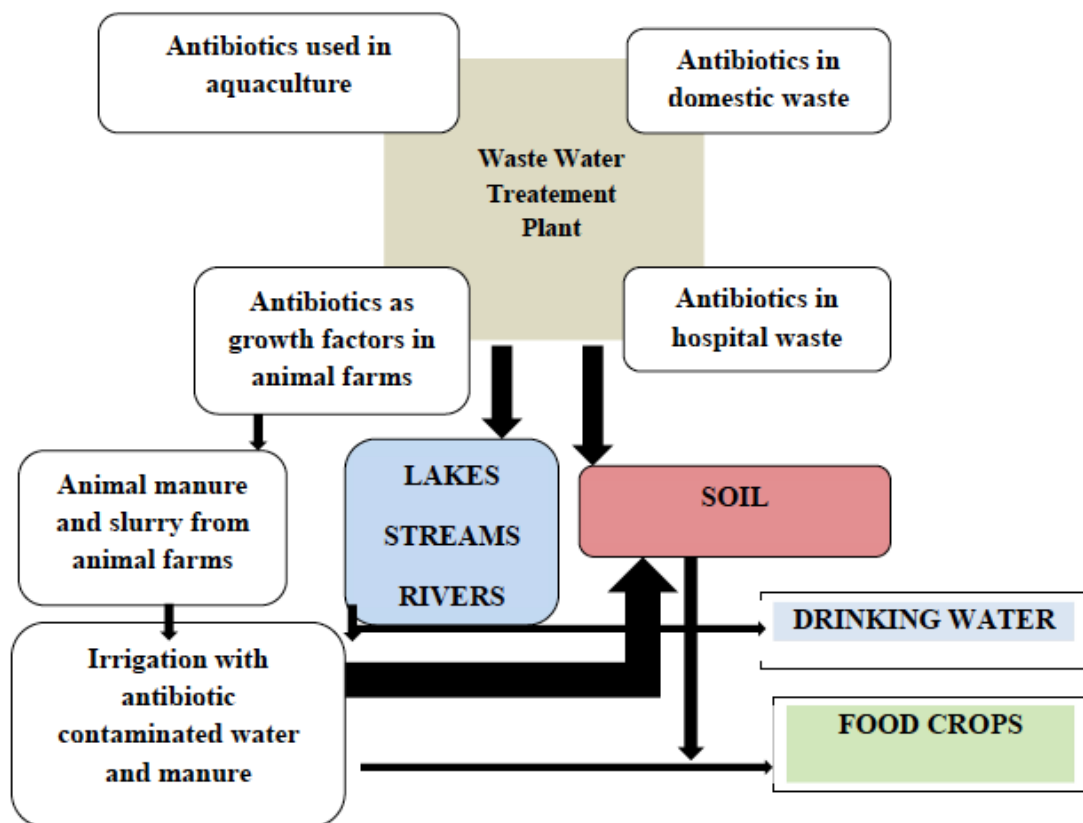 Antibiotics used in
aquaculture
Antibiotics in
domestic waste
Waste Water
Treatement
Plant
Antibiotics as
growth factors in
animal farms
Antibiotics in
hospital waste
Animal manure
and slurry from
animal farms
LAKES
STREAMS
RIVERS
SOIL
Irrigation with
antibiotic
contaminated water
and manure
DRINKING WATER
FOOD CROPS